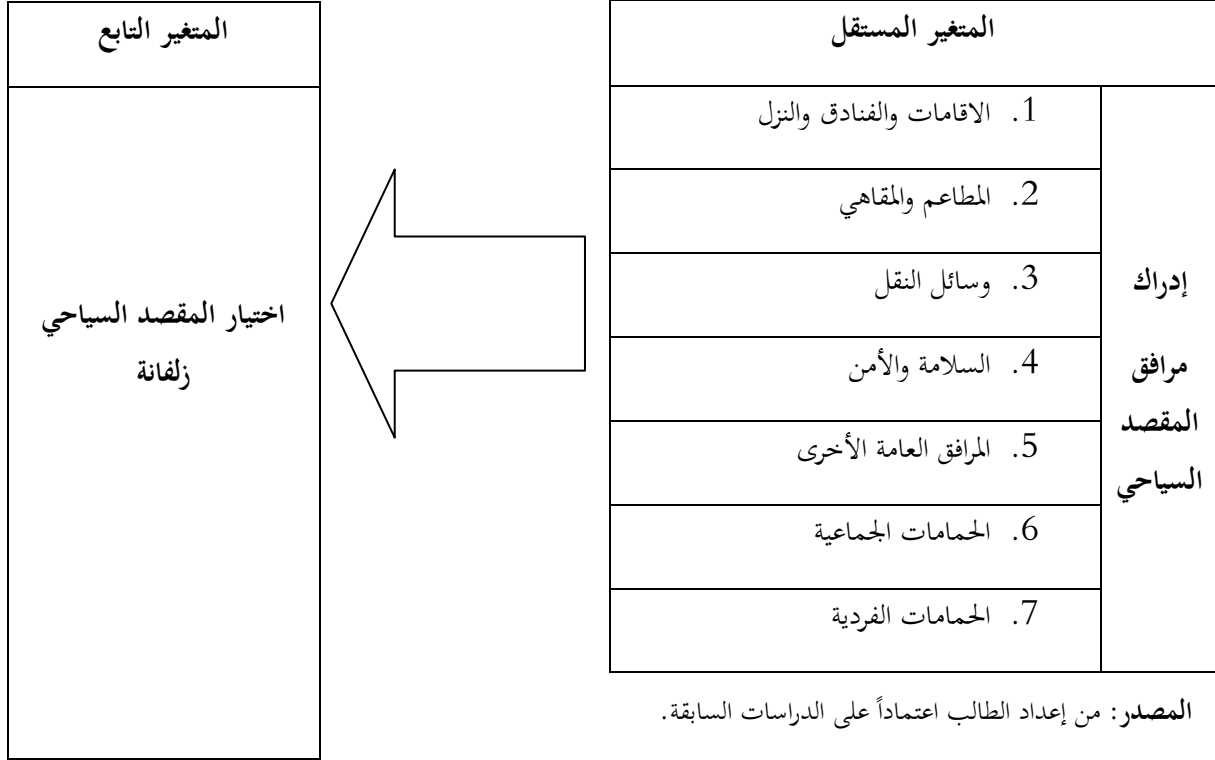 المتغير المستقل
إدراك
مرافق
المقصد
السياحي
1. الاقامات والفنادق والنزل
2. المطاعم والمقاهي
3. وسائل النقل
4. السلامة والأمن
5. المرافق العامة الأخرى
6. الحمامات الجماعية
7. الحمامات الفردية
المتغير التابع
اختيار المقصد السياحي
زلفانة
المصدر: من إعداد الطالب اعتماداً على الدراسات السابقة.